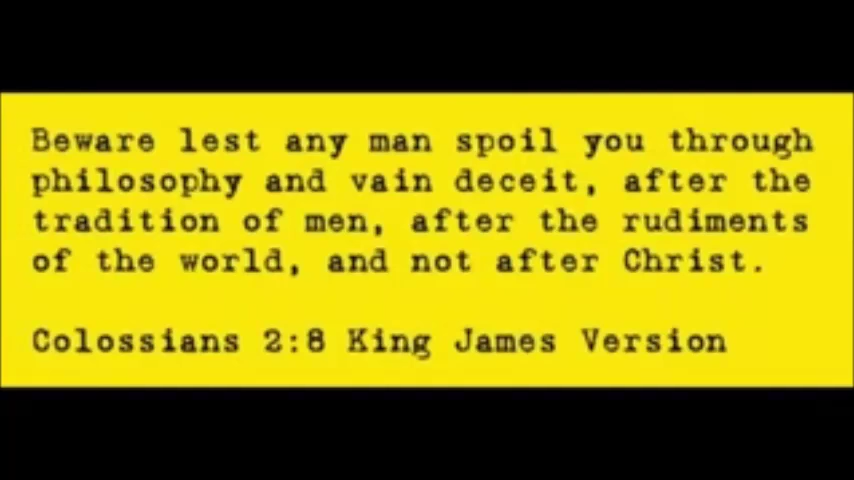 Beware lest any man spoil you through
philosophy and vain deceit, after the
tradition of men, after the rudiments
of the world, and not after Christ.
Colossians 2:8 King James Version